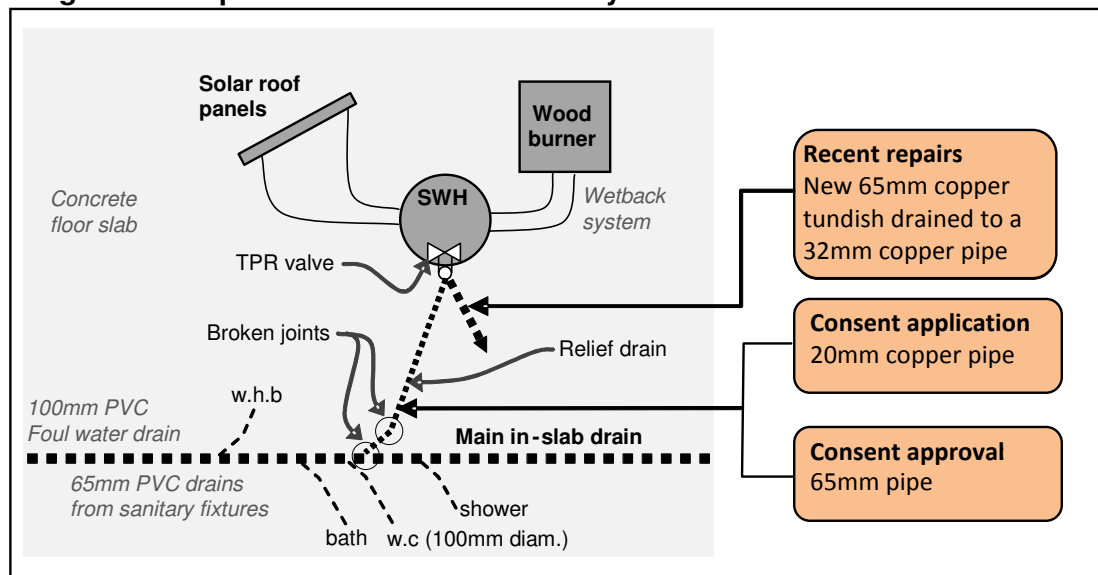 Solar roof
panels
Wood
burner
Recent repairs
New 65mm copper
tundish drained to a
32mm copper pipe
Concrete
floor slab
SWH
Wetback
system
TPR valve
Consent application
20mm copper pipe
Broken joints
Relief drain
w.h.b
100mm PVC
Foul water drain
Main in-slab drain
Consent approval
65mm pipe
65mm PVC drains
from sanitary fixtures
shower
bath
w.c (100mm diam.)